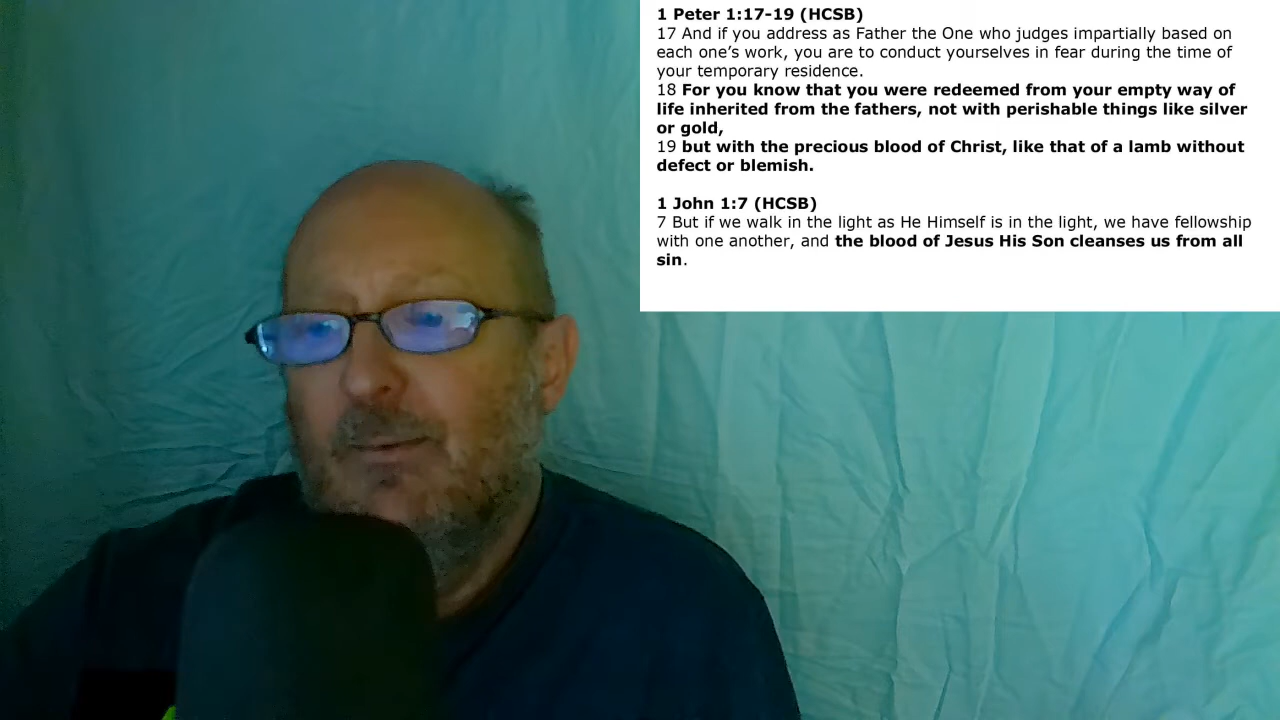 1 Peter 1:17-19 (HCSB)
17 And if you address as Father the One who judges impartially based on
each one’s work, you are to conduct yourselves in fear during the time of
your temporary residence.
18 For you know that you were redeemed from your empty way of
life inherited from the fathers, not with perishable things like silver
or gold,
19 but with the precious blood of Christ, like that of a lamb without
defect or blemish.
1 John 1:7 (HCSB)
7 But if we walk in the light as He Himself is in the light, we have fellowship
with one another, and the blood of Jesus His Son cleanses us from all
sin.